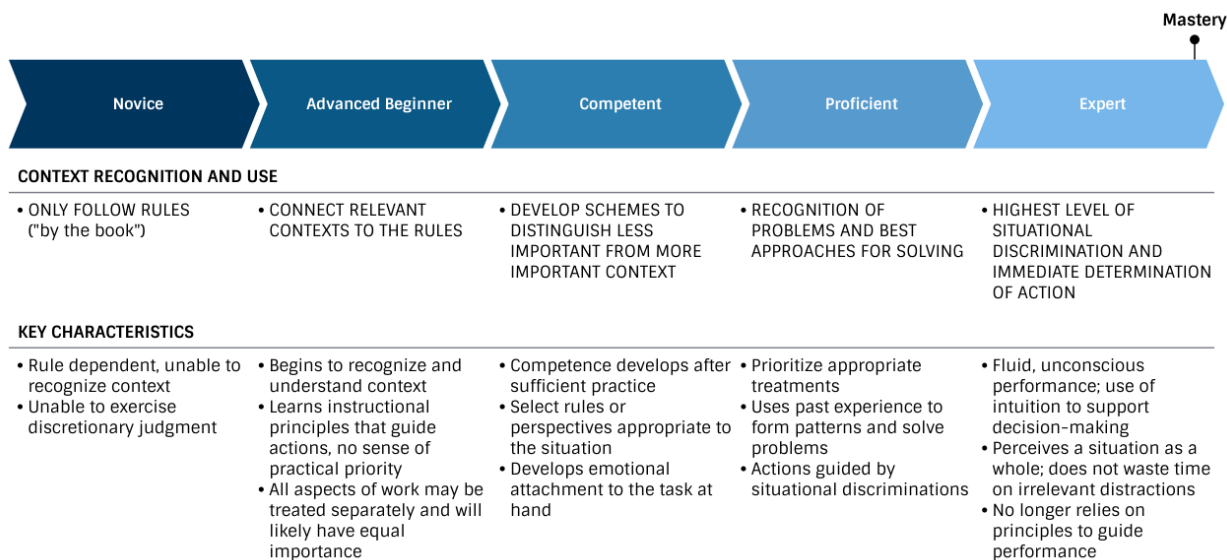 Mastery
Novice
Advanced Beginner
Competent
Proficient
Expert
CONTEXT RECOGNITION AND USE
• ONLY FOLLOW RULES
("by the book")
• CONNECT RELEVANT
CONTEXTS TO THE RULES
• DEVELOP SCHEMES TO
DISTINGUISH LESS
IMPORTANT FROM MORE
IMPORTANT CONTEXT
• RECOGNITION OF
PROBLEMS AND BEST
APPROACHES FOR SOLVING
• HIGHEST LEVEL OF
SITUATIONAL
DISCRIMINATION AND
IMMEDIATE DETERMINATION
OF ACTION
KEY CHARACTERISTICS
• Rule dependent, unable to
recognize context
• Unable to exercise
discretionary judgment
• Begins to recognize and
understand context
• Learns instructional
principles that guide
actions, no sense of
practical priority
• All aspects of work may be
treated separately and will
likely have equal
importance
• Competence develops after
sufficient practice
• Select rules or
perspectives appropriate to
the situation
• Develops emotional
attachment to the task at
hand
• Prioritize appropriate
treatments
• Uses past experience to
form patterns and solve
problems
• Actions guided by
situational discriminations
• Fluid, unconscious
performance; use of
intuition to support
decision-making
• Perceives a situation as a
whole; does not waste time
on irrelevant distractions
• No longer relies on
principles to guide
performance